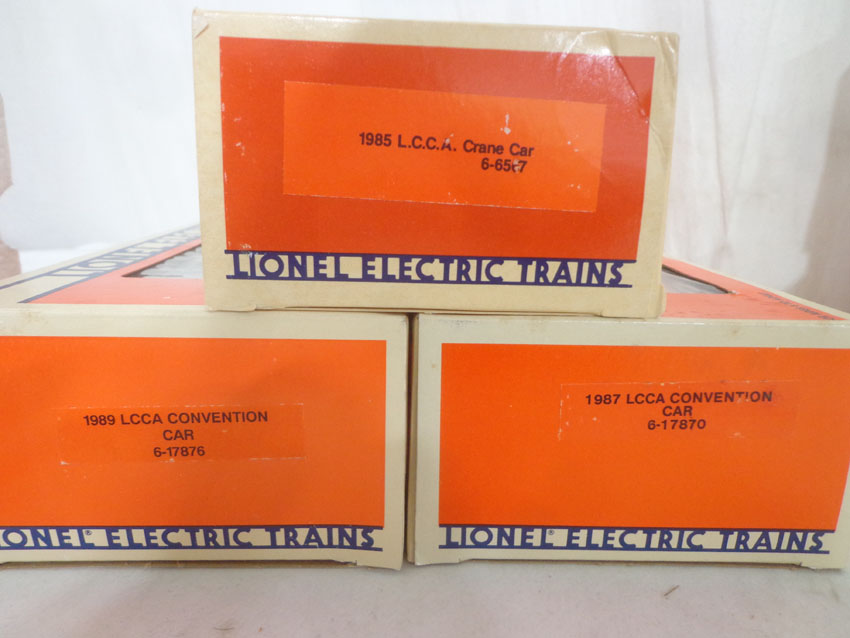 1985 L.C.C.A. Crane Car
LIONEL ELECTRIC TRAINS
1989 LCCA CONVENTION
CAR
6-17876
LIONEL® ELECTRIC TRAINS
1987 LCCA CONVENTION
CAR
6-17870
LIONEL® ELECTRIC TRAINS